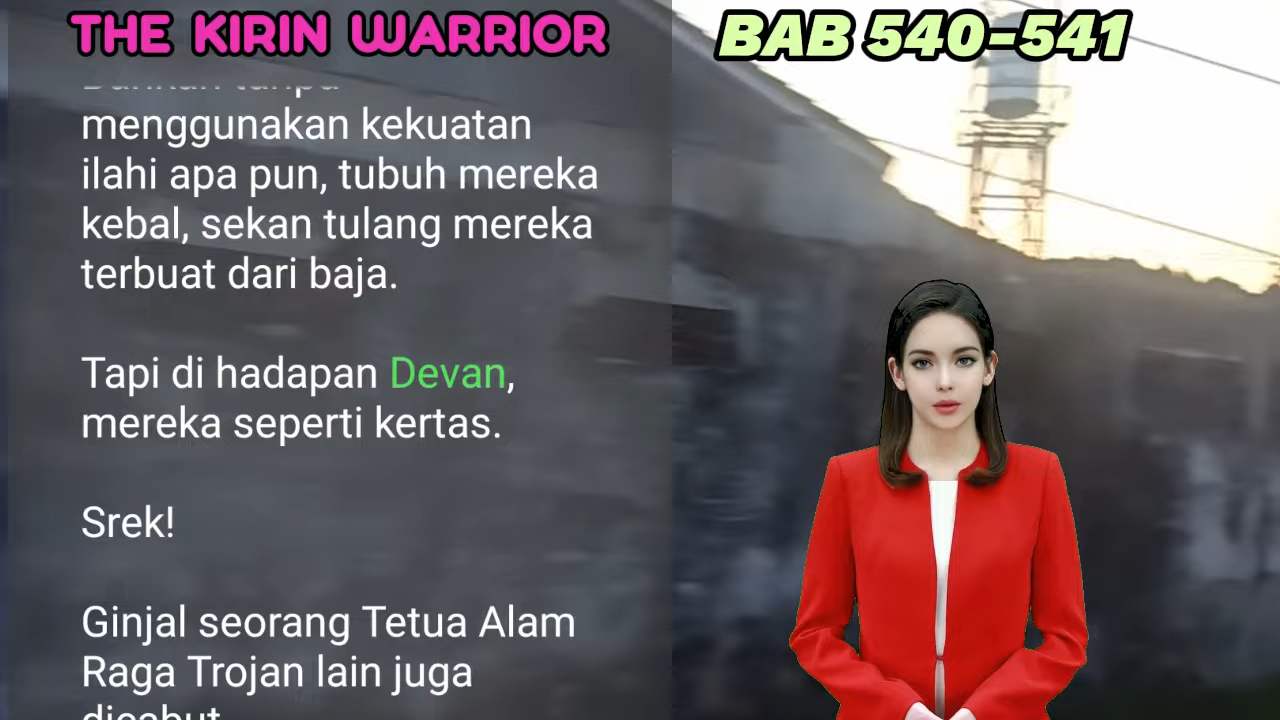 THE KIRIN WARRIOR
BAB 540-541
menggunakan kekuatan
ilahi apa pun, tubuh mereka
kebal, sekan tulang mereka
terbuat dari baja.
Tapi di hadapan Devan,
mereka seperti kertas.
Srek!
Ginjal seorang Tetua Alam
Raga Trojan lain juga